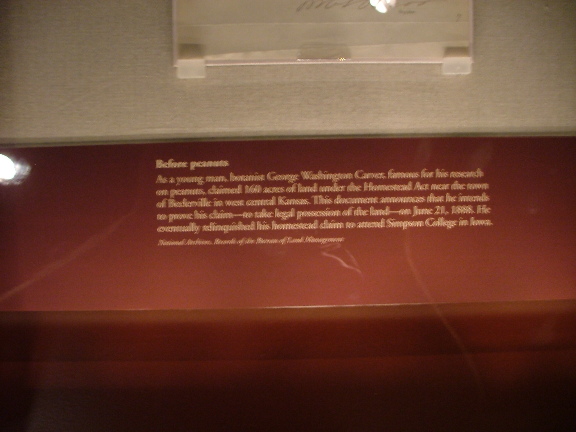 Before peanuts
As a young man, botanist George Washington Carver, famous for his research
on peanuts, claimed 160 acres of land under the Homestead Act near the town
of Beelerville in west central Kansas. This document announces that he intends
to prove his claim—to take legal possession of the land—on June 21, 1888. He
eventually relinquished his homestead claim to attend Simpson College in Iowa.
National Archives, Records of the Bureau of Land Management